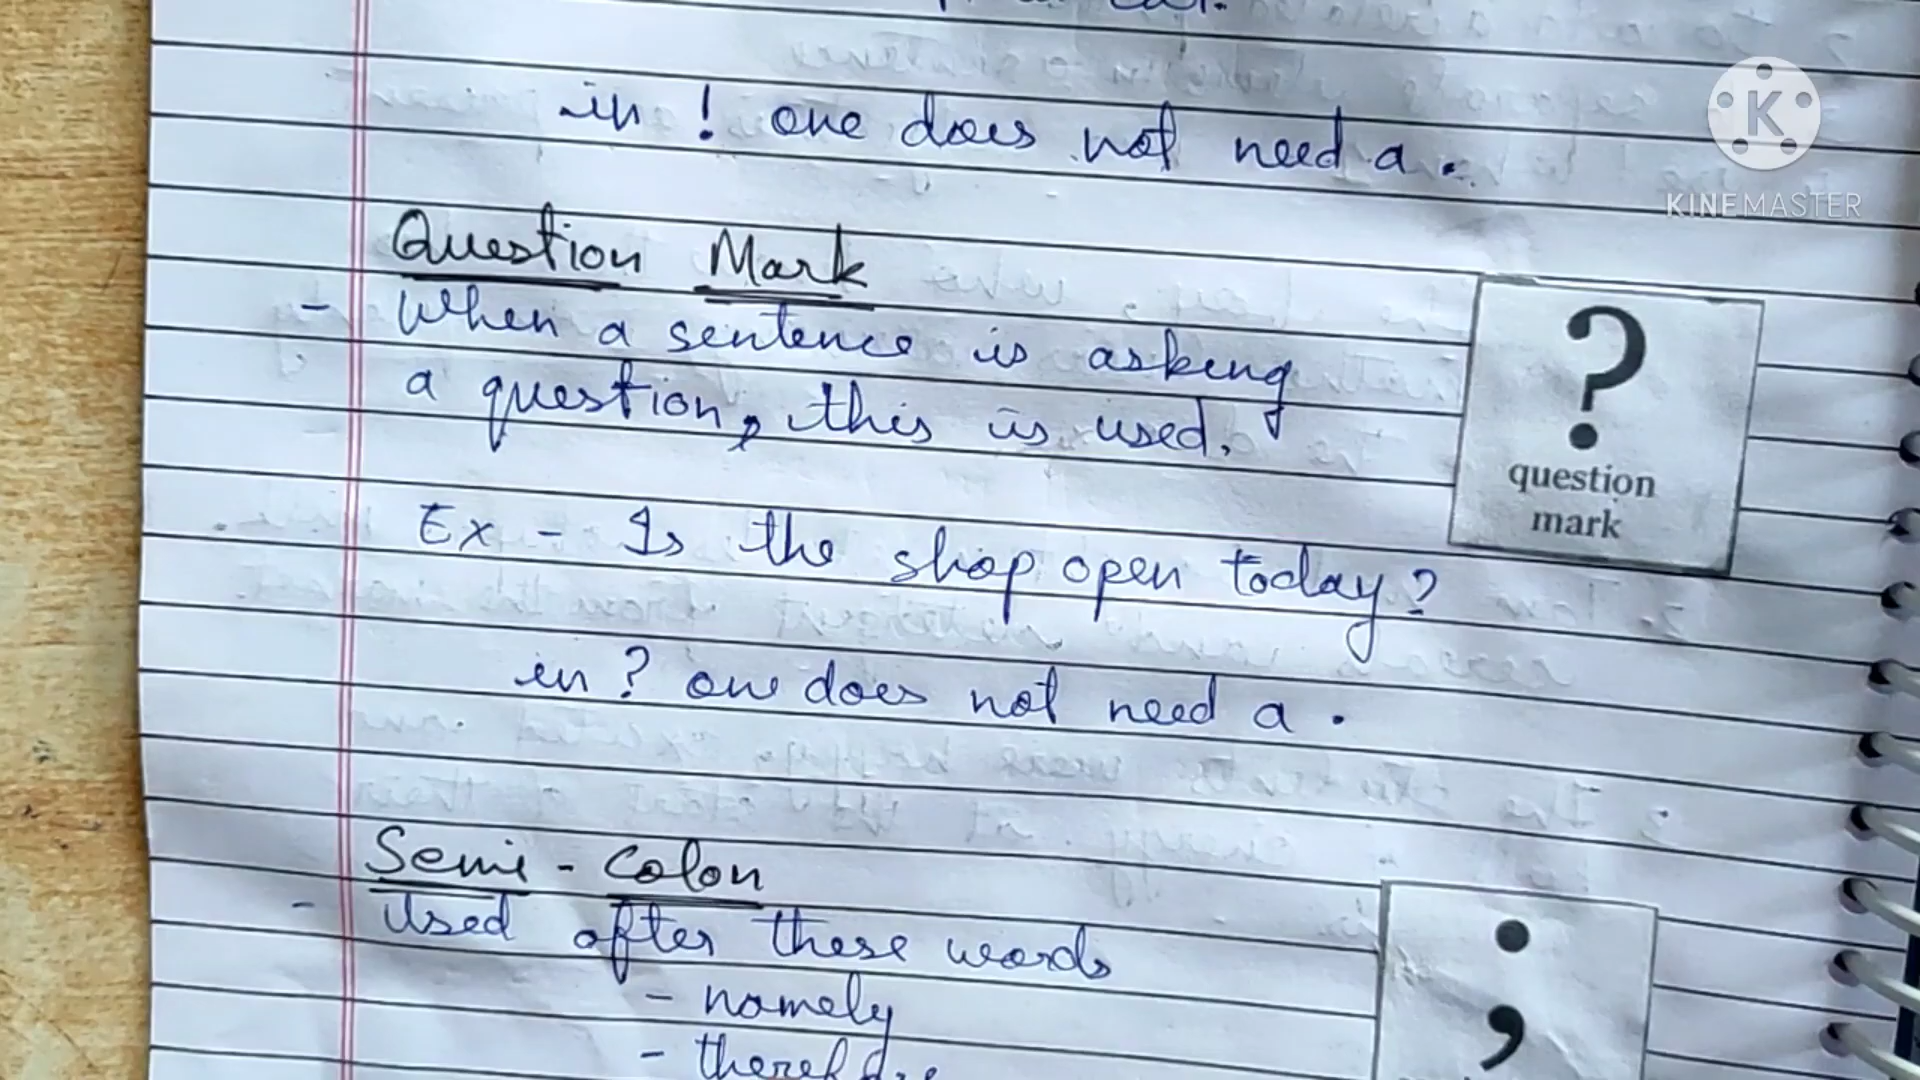 in ! one does not need a .
KINEMASTER
Question Mark
- When a sentence is asking
a question, this is used.
?
question
mark
Ex - Is the shop open today?
in ? one does not need a .
Semi - Colon
- Used after these words
;
- namely
- therefore